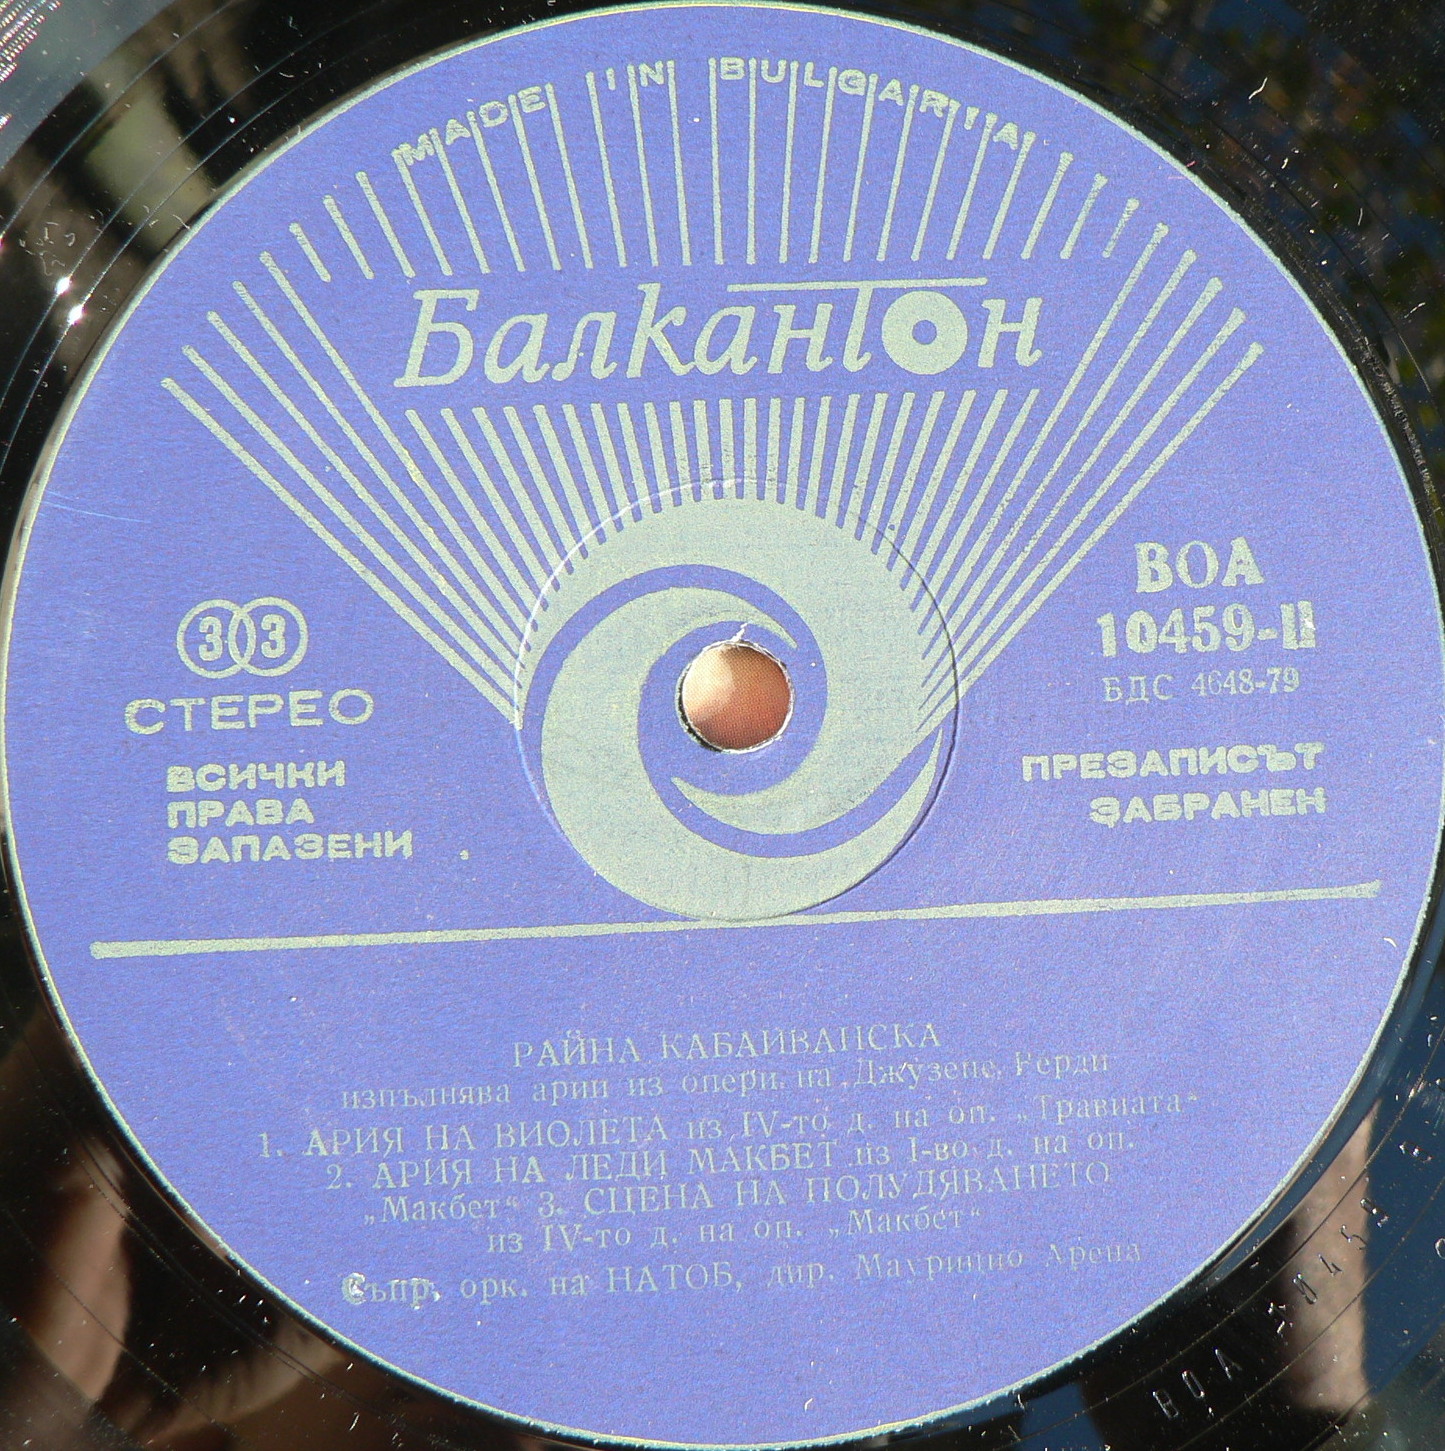 MADE IN BULGARIA
Балкантон
33
СТЕРЕО
ВСИЧКИ
ПРАВА
ЗАПАЗЕНИ
ВОА
10459-II
БДС 4648-79
ПРЕЗАПИСЪТ
ЗАБРАНЕН
РАЙНА КАБАИВАНСКА
изпълнява арии из опери на Джузепе Верди
1. АРИЯ НА ВИОЛЕТА из IV-то д. на оп. „Травиата“
2. АРИЯ НА ЛЕДИ МАКБЕТ из I-во д. на оп.
„Макбет“ 3. СЦЕНА НА ПОЛУДЯВАНЕТО
из IV-то д. на оп. „Макбет“
Съпр. орк. на НАТОБ, дир. Маурицио Арена
ВОА 10459